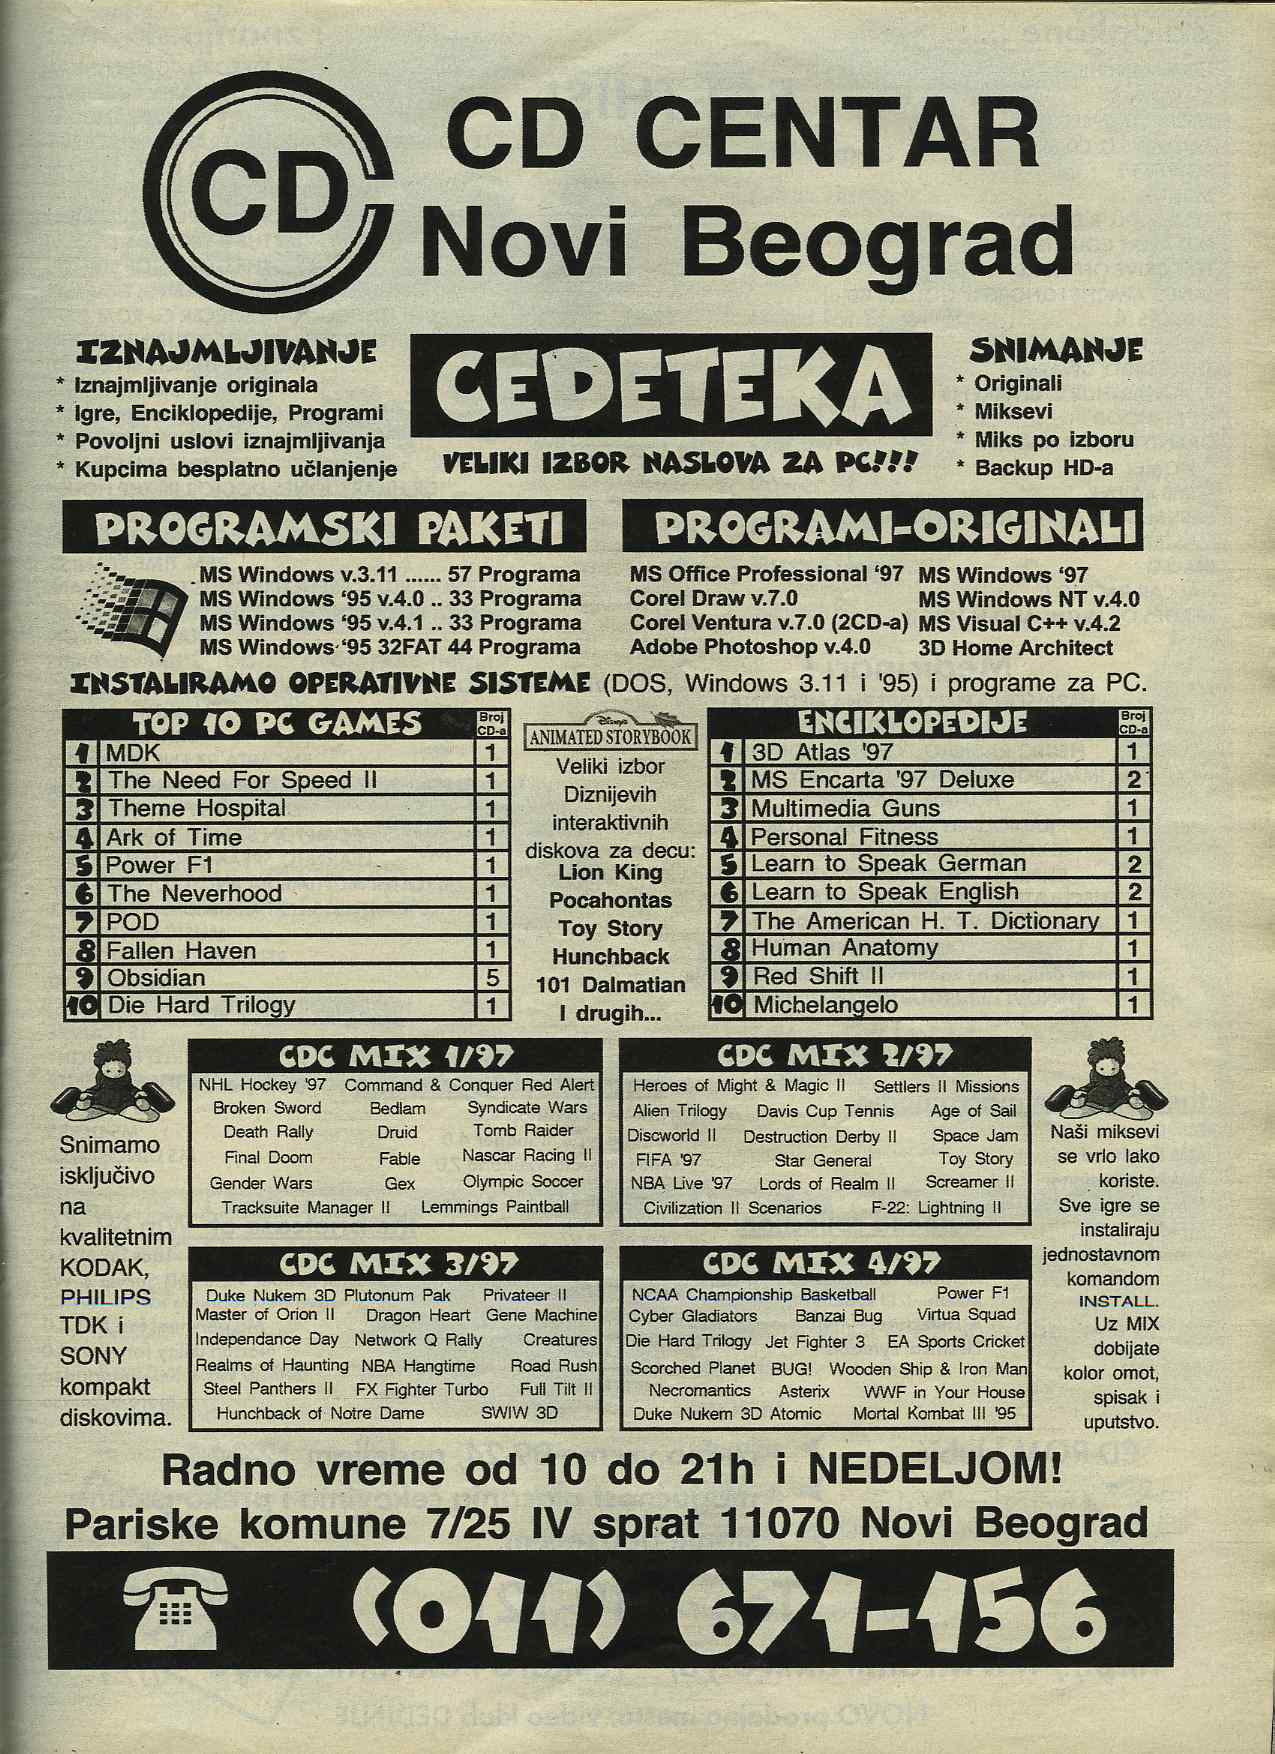 CD
CD CENTAR
Novi Beograd
IZNAJMLJIVANJE
* Iznajmljivanje originala
* Igre, Enciklopedije, Programi
* Povoljni uslovi iznajmljivanja
* Kupcima besplatno učlanjenje
CEDETEKA
VELIKI IZBOR NASLOVA ZA PC!!!
SNIMANJE
* Originali
* Miksevi
* Miks po izboru
* Backup HD-a
PROGRAMSKI PAKETI
MS Windows v.3.11 ...... 57 Programa
MS Windows '95 v.4.0 .. 33 Programa
MS Windows '95 v.4.1 .. 33 Programa
MS Windows '95 32FAT 44 Programa
PROGRAMI-ORIGINALI
MS Office Professional '97 MS Windows '97
Corel Draw v.7.0 MS Windows NT v.4.0
Corel Ventura v.7.0 (2CD-a) MS Visual C++ v.4.2
Adobe Photoshop v.4.0 3D Home Architect
INSTALIRAMO OPERATIVNE SISTEME (DOS, Windows 3.11 i '95) i programe za PC.
TOP 10 PC GAMES Broj CD-a
1 MDK 1
2 The Need For Speed II 1
3 Theme Hospital 1
4 Ark of Time 1
5 Power F1 1
6 The Neverhood 1
7 POD 1
8 Fallen Haven 1
9 Obsidian 5
10 Die Hard Trilogy 1
Disney's
ANIMATED STORYBOOK
Veliki izbor
Diznijevih
interaktivnih
diskova za decu:
Lion King
Pocahontas
Toy Story
Hunchback
101 Dalmatian
I drugih...
ENCIKLOPEDIJE Broj CD-a
1 3D Atlas '97 1
2 MS Encarta '97 Deluxe 2
3 Multimedia Guns 1
4 Personal Fitness 1
5 Learn to Speak German 2
6 Learn to Speak English 2
7 The American H. T. Dictionary 1
8 Human Anatomy 1
9 Red Shift II 1
10 Michelangelo 1
Snimamo
isključivo
na
kvalitetnim
KODAK,
PHILIPS
TDK i
SONY
kompakt
diskovima.
CDC MIX 1/97
NHL Hockey '97 Command & Conquer Red Alert
Broken Sword Bedlam Syndicate Wars
Death Rally Druid Tomb Raider
Final Doom Fable Nascar Racing II
Gender Wars Gex Olympic Soccer
Tracksuite Manager II Lemmings Paintball
CDC MIX 2/97
Heroes of Might & Magic II Settlers II Missions
Alien Trilogy Davis Cup Tennis Age of Sail
Discworld II Destruction Derby II Space Jam
FIFA '97 Star General Toy Story
NBA Live '97 Lords of Realm II Screamer II
Civilization II Scenarios F-22: Lightning II
CDC MIX 3/97
Duke Nukem 3D Plutonum Pak Privateer II
Master of Orion II Dragon Heart Gene Machine
Independance Day Network Q Rally Creatures
Realms of Haunting NBA Hangtime Road Rush
Steel Panthers II FX Fighter Turbo Full Tilt II
Hunchback of Notre Dame SWIW 3D
CDC MIX 4/97
NCAA Championship Basketball Power F1
Cyber Gladiators Banzai Bug Virtua Squad
Die Hard Trilogy Jet Fighter 3 EA Sports Cricket
Scorched Planet BUG! Wooden Ship & Iron Man
Necromantics Asterix WWF in Your House
Duke Nukem 3D Atomic Mortal Kombat III '95
Naši miksevi
se vrlo lako
koriste.
Sve igre se
instaliraju
jednostavnom
komandom
INSTALL.
Uz MIX
dobijate
kolor omot,
spisak i
uputstvo.
Radno vreme od 10 do 21h i NEDELJOM!
Pariske komune 7/25 IV sprat 11070 Novi Beograd
(011) 671-156